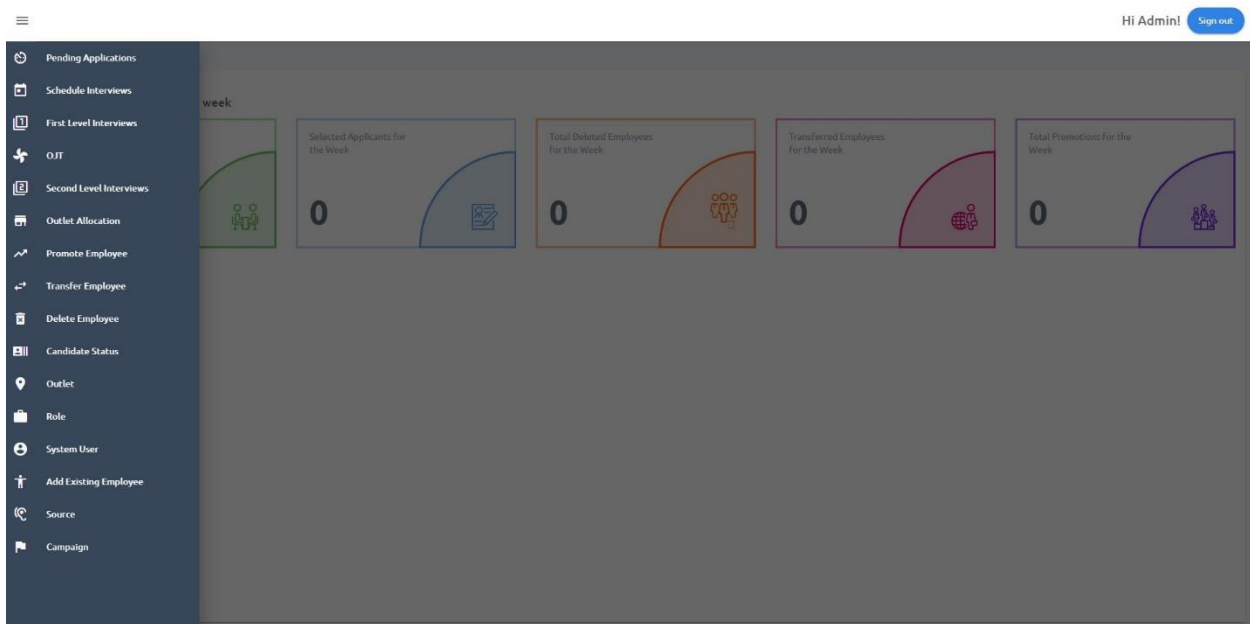 Hi Admin!
Sign out
Pending Applications
Schedule Interviews
First Level Interviews
OJT
Second Level Interviews
Outlet Allocation
Promote Employee
Transfer Employee
Delete Employee
Candidate Status
Outlet
Role
System User
Add Existing Employee
Source
Campaign
week
Selected Applicants for
the Week
0
Total Deleted Employees
for the Week
0
Transferred Employees
for the Week
0
Total Promotions for the
Week
0